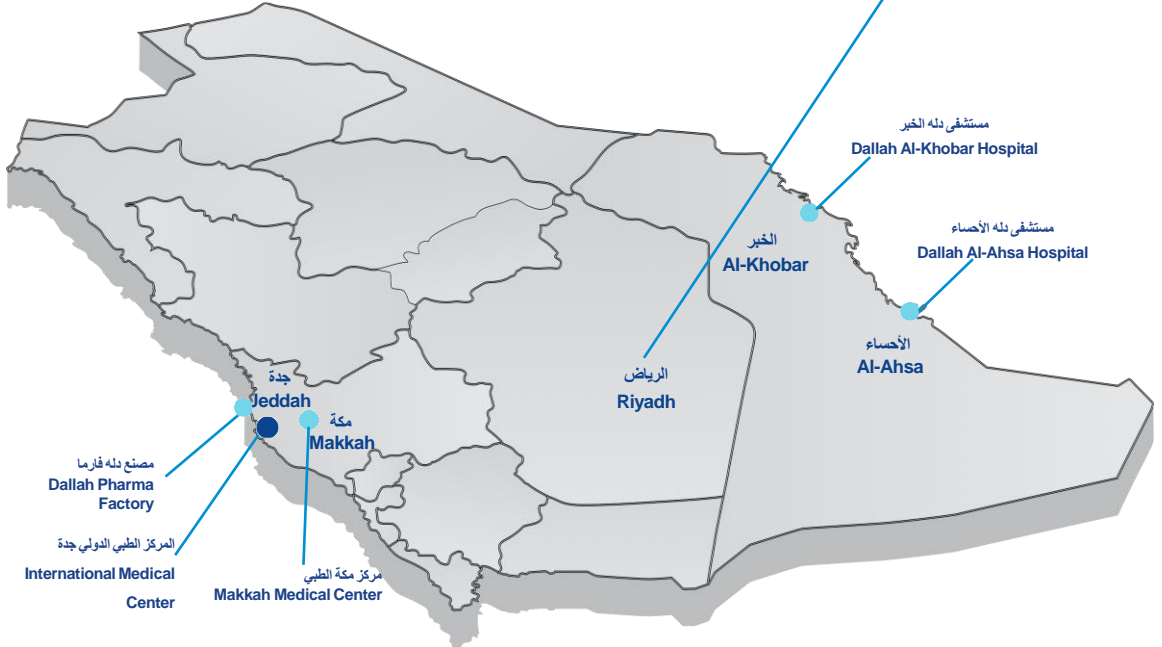 مستشفى دله الخبر
Dallah Al-Khobar Hospital
مستشفى دله الأحساء
Dallah Al-Ahsa Hospital
الخبر
Al-Khobar
الأحساء
Al-Ahsa
الرياض
Riyadh
جدة
Jeddah
مكة
Makkah
مصنع دله فارما
Dallah Pharma
Factory
المركز الطبي الدولي جدة
International Medical
Center
مركز مكة الطبي
Makkah Medical Center